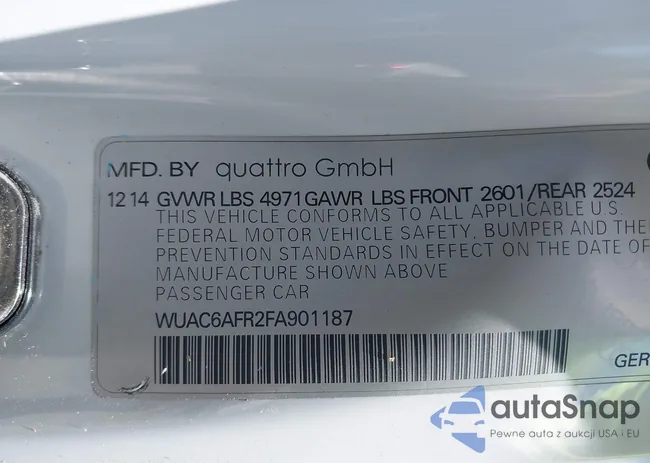 MFD. BY quattro GmbH
12 14 GVWR LBS 4971 GAWR LBS FRONT 2601/REAR 2524
THIS VEHICLE CONFORMS TO ALL APPLICABLE U.S.
FEDERAL MOTOR VEHICLE SAFETY, BUMPER AND THE
PREVENTION STANDARDS IN EFFECT ON THE DATE OF
MANUFACTURE SHOWN ABOVE
PASSENGER CAR
WUAC6AFR2FA901187
GER
autaSnap
Pewne auta z aukcji USA i EU